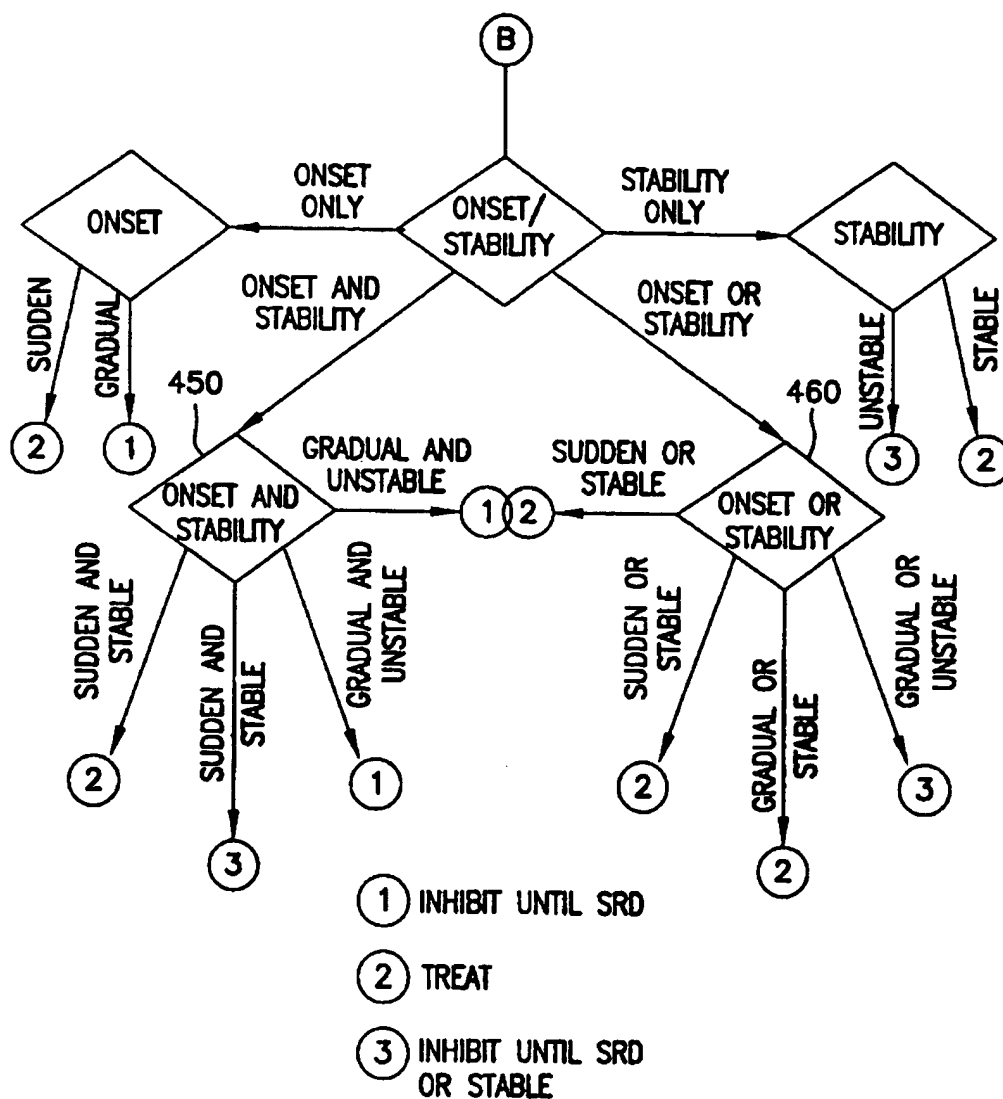 B
ONSET
ONLY
STABILITY
ONLY
ONSET
ONSET/
STABILITY
STABILITY
ONSET AND
STABILITY
ONSET OR
STABILITY
SUDDEN
GRADUAL
UNSTABLE
STABLE
2
1
3
2
450
460
GRADUAL AND
UNSTABLE
SUDDEN OR
STABLE
ONSET AND
STABILITY
1
2
ONSET OR
STABILITY
SUDDEN AND
STABLE
SUDDEN AND
STABLE
GRADUAL AND
UNSTABLE
SUDDEN OR
STABLE
GRADUAL OR
STABLE
GRADUAL OR
UNSTABLE
2
3
1
2
2
3
1 INHIBIT UNTIL SRD
2 TREAT
3 INHIBIT UNTIL SRD
OR STABLE